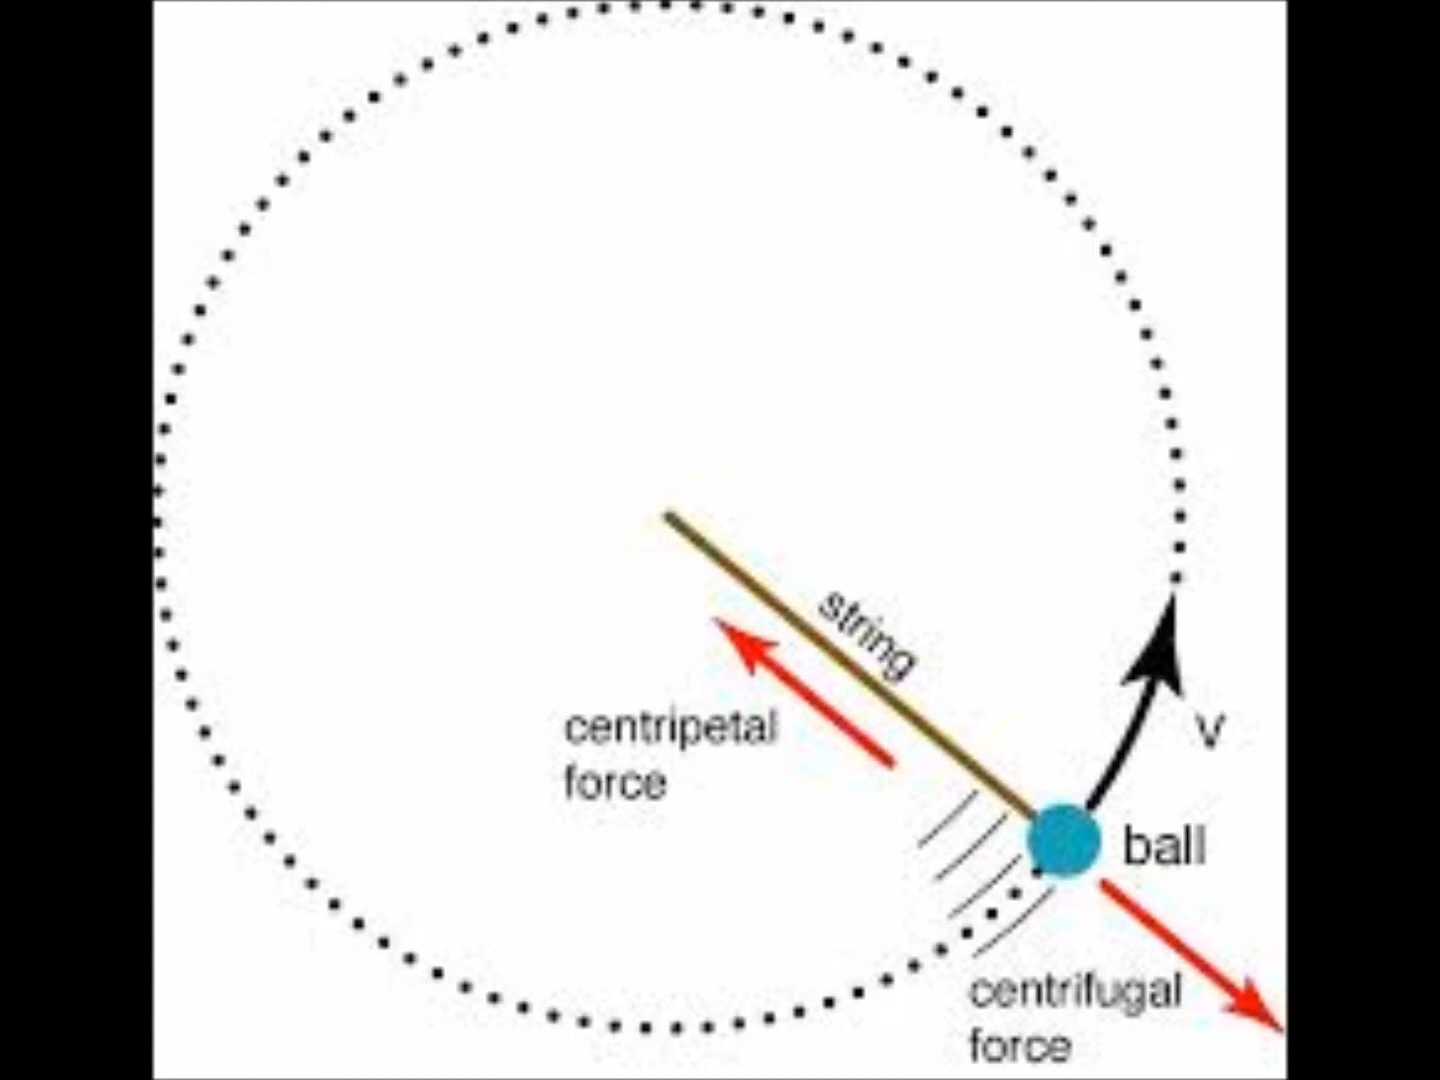 string
centripetal
force
V
ball
centrifugal
force